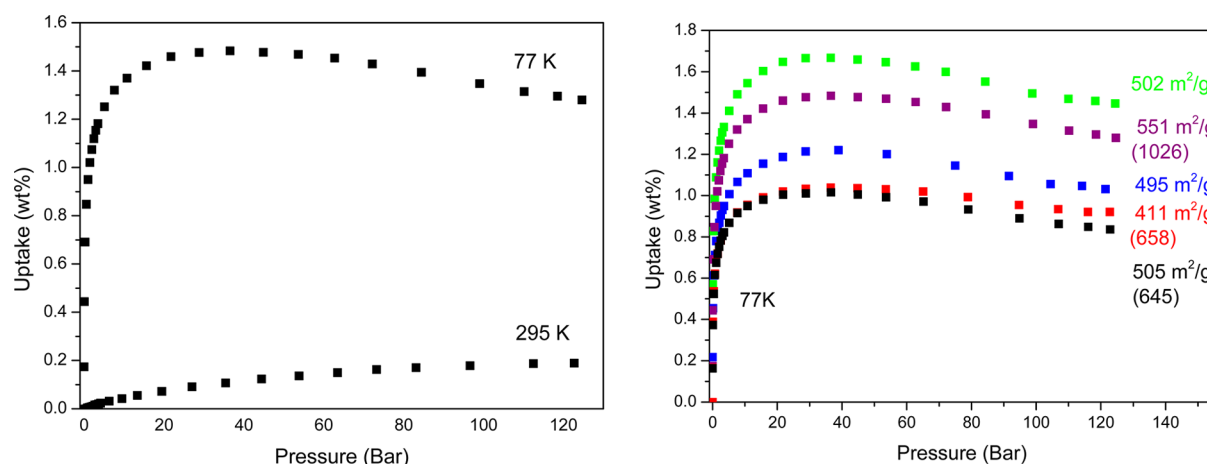 1.6
1.4
1.2
1.0
0.8
0.6
0.4
0.2
0.0
Uptake (wt%)
77 K
295 K
0 20 40 60 80 100 120
Pressure (Bar)
1.8
1.6
1.4
1.2
1.0
0.8
0.6
0.4
0.2
0.0
Uptake (wt%)
502 m²/g
551 m²/g
(1026)
495 m²/g
411 m²/g
(658)
505 m²/g
(645)
77K
0 20 40 60 80 100 120 140
Pressure (Bar)